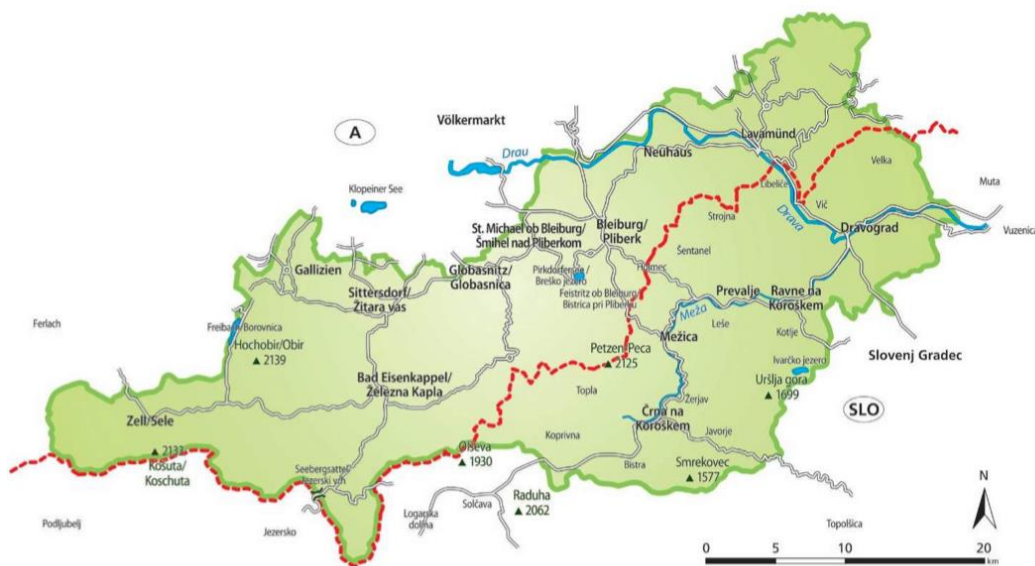 A
Völkermarkt
Drau
Klopeiner See
Lavamünd
Neuhaus
Velka
Libeliče
Muta
Vič
Strojna
Drava
Dravograd
Vuzenica
Bleiburg/
Pliberk
St. Michael ob Bleiburg/
Šmihel nad Pliberkom
Šentanel
Holmec
Gallizien
Globasnitz/
Globasnica
Pirkdorfersee/
Breško jezero
Feistritz ob Bleiburg/
Bistrica pri Pliberku
Sittersdorf/
Žitara vas
Prevalje
Ravne na
Koroškem
Meža
Leše
Kotlje
Ferlach
Borovnica
Hochobir/Obir
2139
Mežica
Slovenj Gradec
Petzen/Peca
2125
Ivarčko jezero
Uršlja gora
1699
Bad Eisenkappel/
Železna Kapla
Topla
Žerjav
SLO
Zell/Sele
Črna na
Koroškem
Javorje
Koprivna
Olševa
1930
Bistra
Košuta/
Koschuta
Smrekovec
1577
Jezerski vrh
Raduha
2062
Solčava
Logarska
dolina
Podljubelj
Jezersko
Topolšica
N
0 5 10 20
km